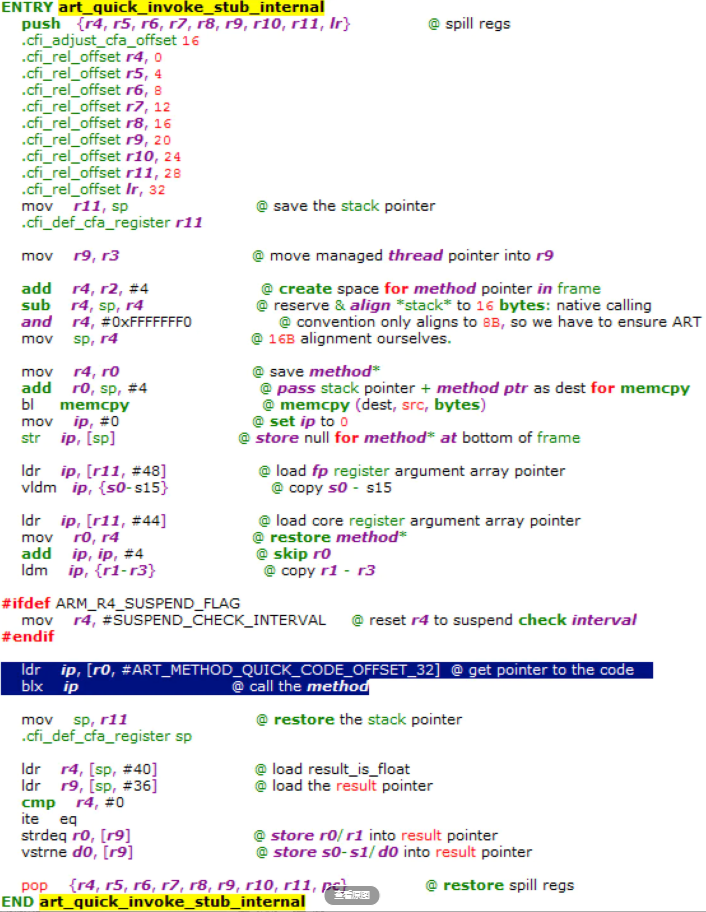 ENTRY art_quick_invoke_stub_internal
push {r4, r5, r6, r7, r8, r9, r10, r11, lr} @ spill regs
.cfi_adjust_cfa_offset 16
.cfi_rel_offset r4, 0
.cfi_rel_offset r5, 4
.cfi_rel_offset r6, 8
.cfi_rel_offset r7, 12
.cfi_rel_offset r8, 16
.cfi_rel_offset r9, 20
.cfi_rel_offset r10, 24
.cfi_rel_offset r11, 28
.cfi_rel_offset lr, 32
mov r11, sp @ save the stack pointer
.cfi_def_cfa_register r11
mov r9, r3 @ move managed thread pointer into r9
add r4, r2, #4 @ create space for method pointer in frame
sub r4, sp, r4 @ reserve & align *stack* to 16 bytes: native calling
and r4, #0xFFFFFFF0 @ convention only aligns to 8B, so we have to ensure ART
mov sp, r4 @ 16B alignment ourselves.
mov r4, r0 @ save method*
add r0, sp, #4 @ pass stack pointer + method ptr as dest for memcpy
bl memcpy @ memcpy (dest, src, bytes)
mov ip, #0 @ set ip to 0
str ip, [sp] @ store null for method* at bottom of frame
ldr ip, [r11, #48] @ load fp register argument array pointer
vldm ip, {s0-s15} @ copy s0 - s15
ldr ip, [r11, #44] @ load core register argument array pointer
mov r0, r4 @ restore method*
add ip, ip, #4 @ skip r0
ldm ip, {r1-r3} @ copy r1 - r3
#ifdef ARM_R4_SUSPEND_FLAG
mov r4, #SUSPEND_CHECK_INTERVAL @ reset r4 to suspend check interval
#endif
ldr ip, [r0, #ART_METHOD_QUICK_CODE_OFFSET_32] @ get pointer to the code
blx ip @ call the method
mov sp, r11 @ restore the stack pointer
.cfi_def_cfa_register sp
ldr r4, [sp, #40] @ load result_is_float
ldr r9, [sp, #36] @ load the result pointer
cmp r4, #0
ite eq
strdeq r0, [r9] @ store r0/r1 into result pointer
vstrne d0, [r9] @ store s0-s1/d0 into result pointer
pop {r4, r5, r6, r7, r8, r9, r10, r11, pc} @ restore spill regs
查看原图
END art_quick_invoke_stub_internal